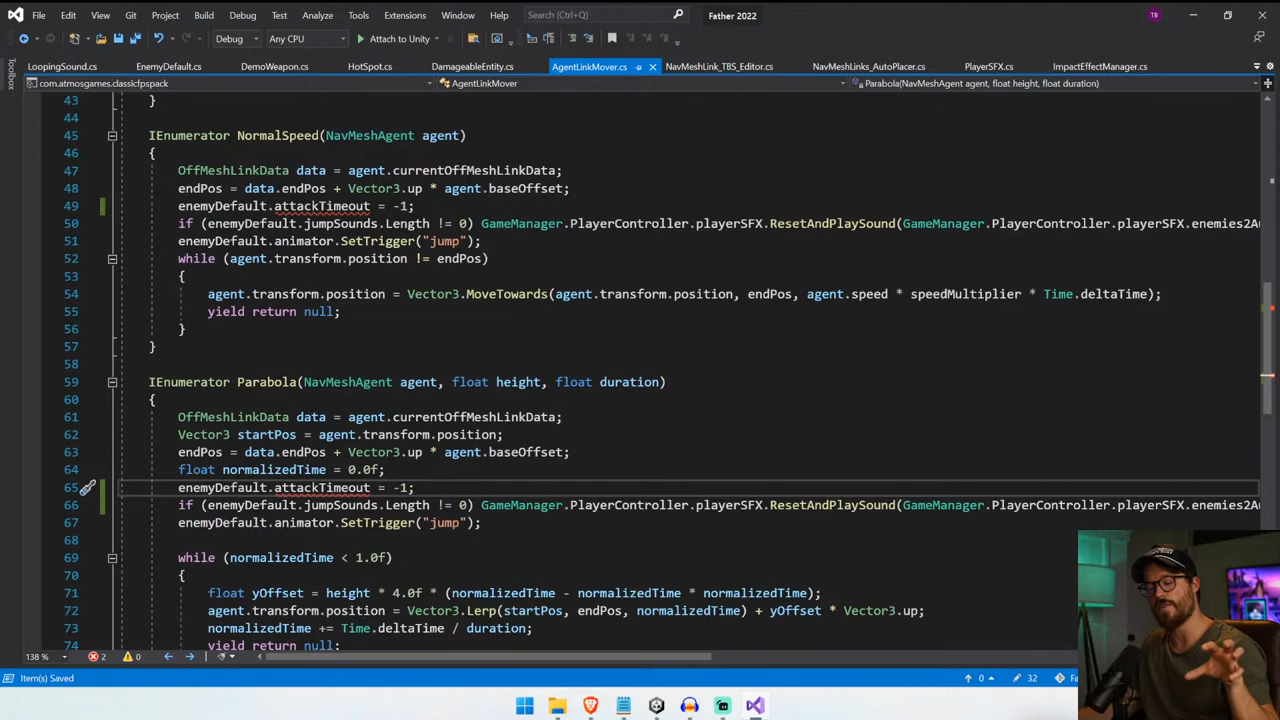 File Edit View Git Project Build Debug Test Analyze Tools Extensions Window Help Search (Ctrl+Q) Father 2022 TB
Debug Any CPU Attach to Unity
LoopingSound.cs EnemyDefault.cs DemoWeapon.cs HotSpot.cs DamageableEntity.cs AgentLinkMover.cs NavMeshLink_TBS_Editor.cs NavMeshLinks_AutoPlacer.cs PlayerSFX.cs ImpactEffectManager.cs
Toolbox
com.atmosgames.classicfpspack AgentLinkMover Parabola(NavMeshAgent agent, float height, float duration)
43 }
44
45 IEnumerator NormalSpeed(NavMeshAgent agent)
46 {
47 OffMeshLinkData data = agent.currentOffMeshLinkData;
48 endPos = data.endPos + Vector3.up * agent.baseOffset;
49 enemyDefault.attackTimeout = -1;
50 if (enemyDefault.jumpSounds.Length != 0) GameManager.PlayerController.playerSFX.ResetAndPlaySound(GameManager.PlayerController.playerSFX.enemies2Au
51 enemyDefault.animator.SetTrigger("jump");
52 while (agent.transform.position != endPos)
53 {
54 agent.transform.position = Vector3.MoveTowards(agent.transform.position, endPos, agent.speed * speedMultiplier * Time.deltaTime);
55 yield return null;
56 }
57 }
58
59 IEnumerator Parabola(NavMeshAgent agent, float height, float duration)
60 {
61 OffMeshLinkData data = agent.currentOffMeshLinkData;
62 Vector3 startPos = agent.transform.position;
63 endPos = data.endPos + Vector3.up * agent.baseOffset;
64 float normalizedTime = 0.0f;
65 enemyDefault.attackTimeout = -1;
66 if (enemyDefault.jumpSounds.Length != 0) GameManager.PlayerController.playerSFX.ResetAndPlaySound(GameManager.PlayerController.playerSFX.enemies2Au
67 enemyDefault.animator.SetTrigger("jump");
68
69 while (normalizedTime < 1.0f)
70 {
71 float yOffset = height * 4.0f * (normalizedTime - normalizedTime * normalizedTime);
72 agent.transform.position = Vector3.Lerp(startPos, endPos, normalizedTime) + yOffset * Vector3.up;
73 normalizedTime += Time.deltaTime / duration;
74 yield return null;
138 % 2 0
Item(s) Saved 0 32 Fa